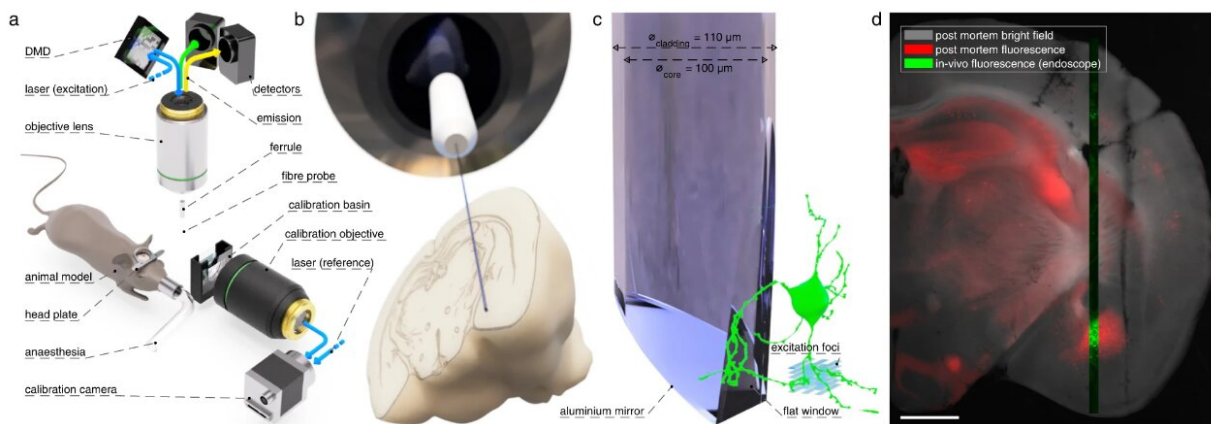 a
DMD
laser (excitation)
detectors
objective lens
emission
ferrule
fibre probe
calibration basin
calibration objective
laser (reference)
animal model
head plate
anaesthesia
calibration camera
b
c
⌀cladding = 110 µm
⌀core = 100 µm
excitation foci
aluminium mirror
flat window
d
post mortem bright field
post mortem fluorescence
in-vivo fluorescence (endoscope)